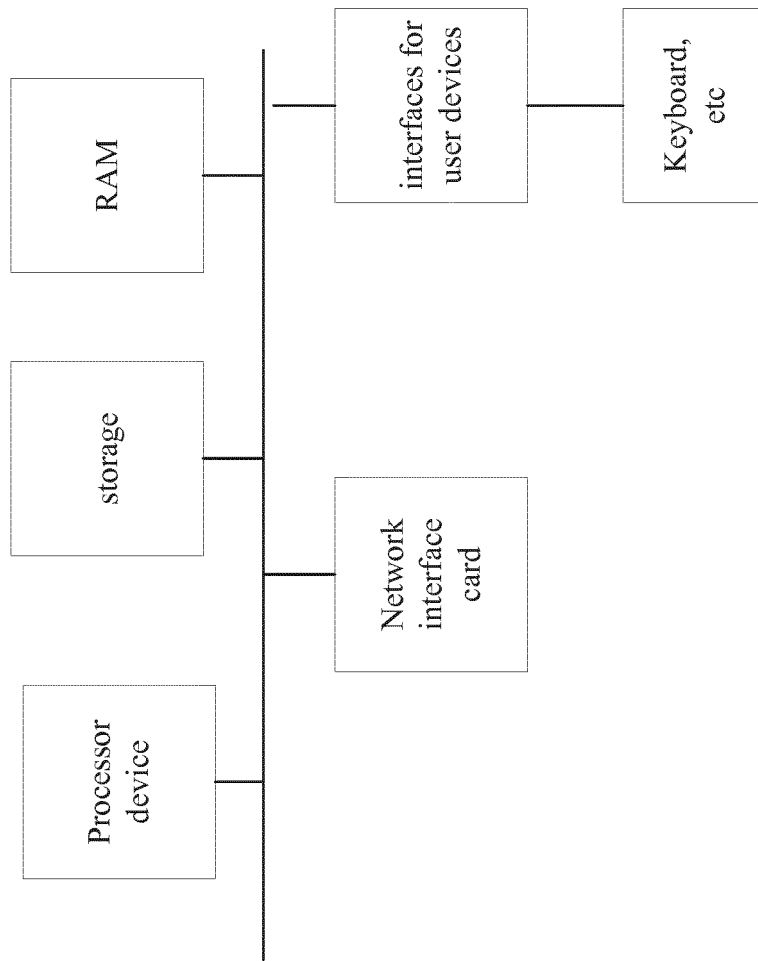 Processor
device
storage
RAM
Network
interface
card
interfaces for
user devices
Keyboard,
etc